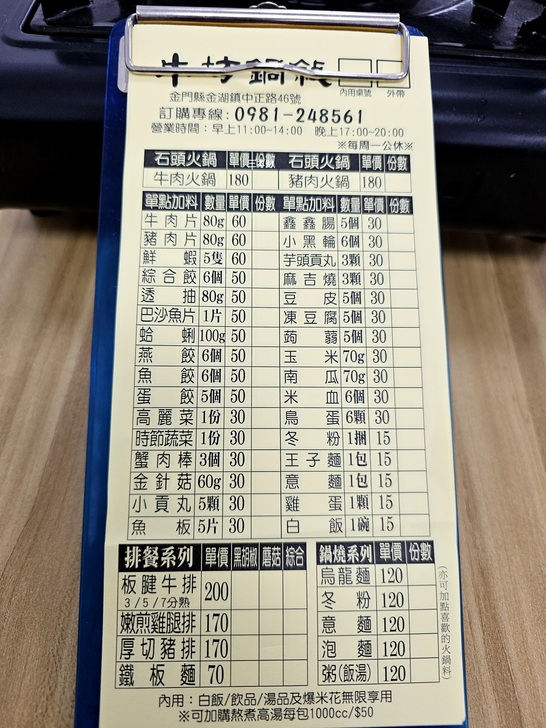 內用桌號 外帶
金門縣金湖鎮中正路46號
訂購專線: 0981-248561
營業時間：早上11:00~14:00 晚上17:00~20:00
※每周一公休※
石頭火鍋 單價 份數 石頭火鍋 單價 份數
牛肉火鍋 180 豬肉火鍋 180
單點加料 數量 單價 份數 單點加料 數量 單價 份數
牛肉片 80g 60 鑫鑫腸 5個 30
豬肉片 80g 60 小黑輪 6個 30
鮮蝦 5隻 60 芋頭貢丸 3顆 30
綜合餃 6個 50 麻吉燒 3顆 30
透抽 80g 50 豆皮 5個 30
巴沙魚片 1片 50 凍豆腐 5個 30
蛤蜊 100g 50 蒟蒻 5個 30
燕餃 6個 50 玉米 70g 30
魚餃 6個 50 南瓜 70g 30
蛋餃 5個 50 米血 6個 30
高麗菜 1份 30 鳥蛋 6顆 30
時節蔬菜 1份 30 冬粉 1捆 15
蟹肉棒 3個 30 王子麵 1包 15
金針菇 60g 30 意麵 1包 15
小貢丸 5顆 30 雞蛋 1顆 15
魚板 5片 30 白飯 1碗 15
排餐系列 單價 黑胡椒 蘑菇 綜合 鍋燒系列 單價 份數
板腱牛排 200 烏龍麵 120
3/5/7分熟 冬粉 120
嫩煎雞腿排 170 意麵 120
厚切豬排 170 泡麵 120
鐵板麵 70 粥(飯湯) 120
(亦可加點喜歡的火鍋料)
內用：白飯/飲品/湯品及爆米花無限享用
※可加購熬煮高湯每包1000cc/$50